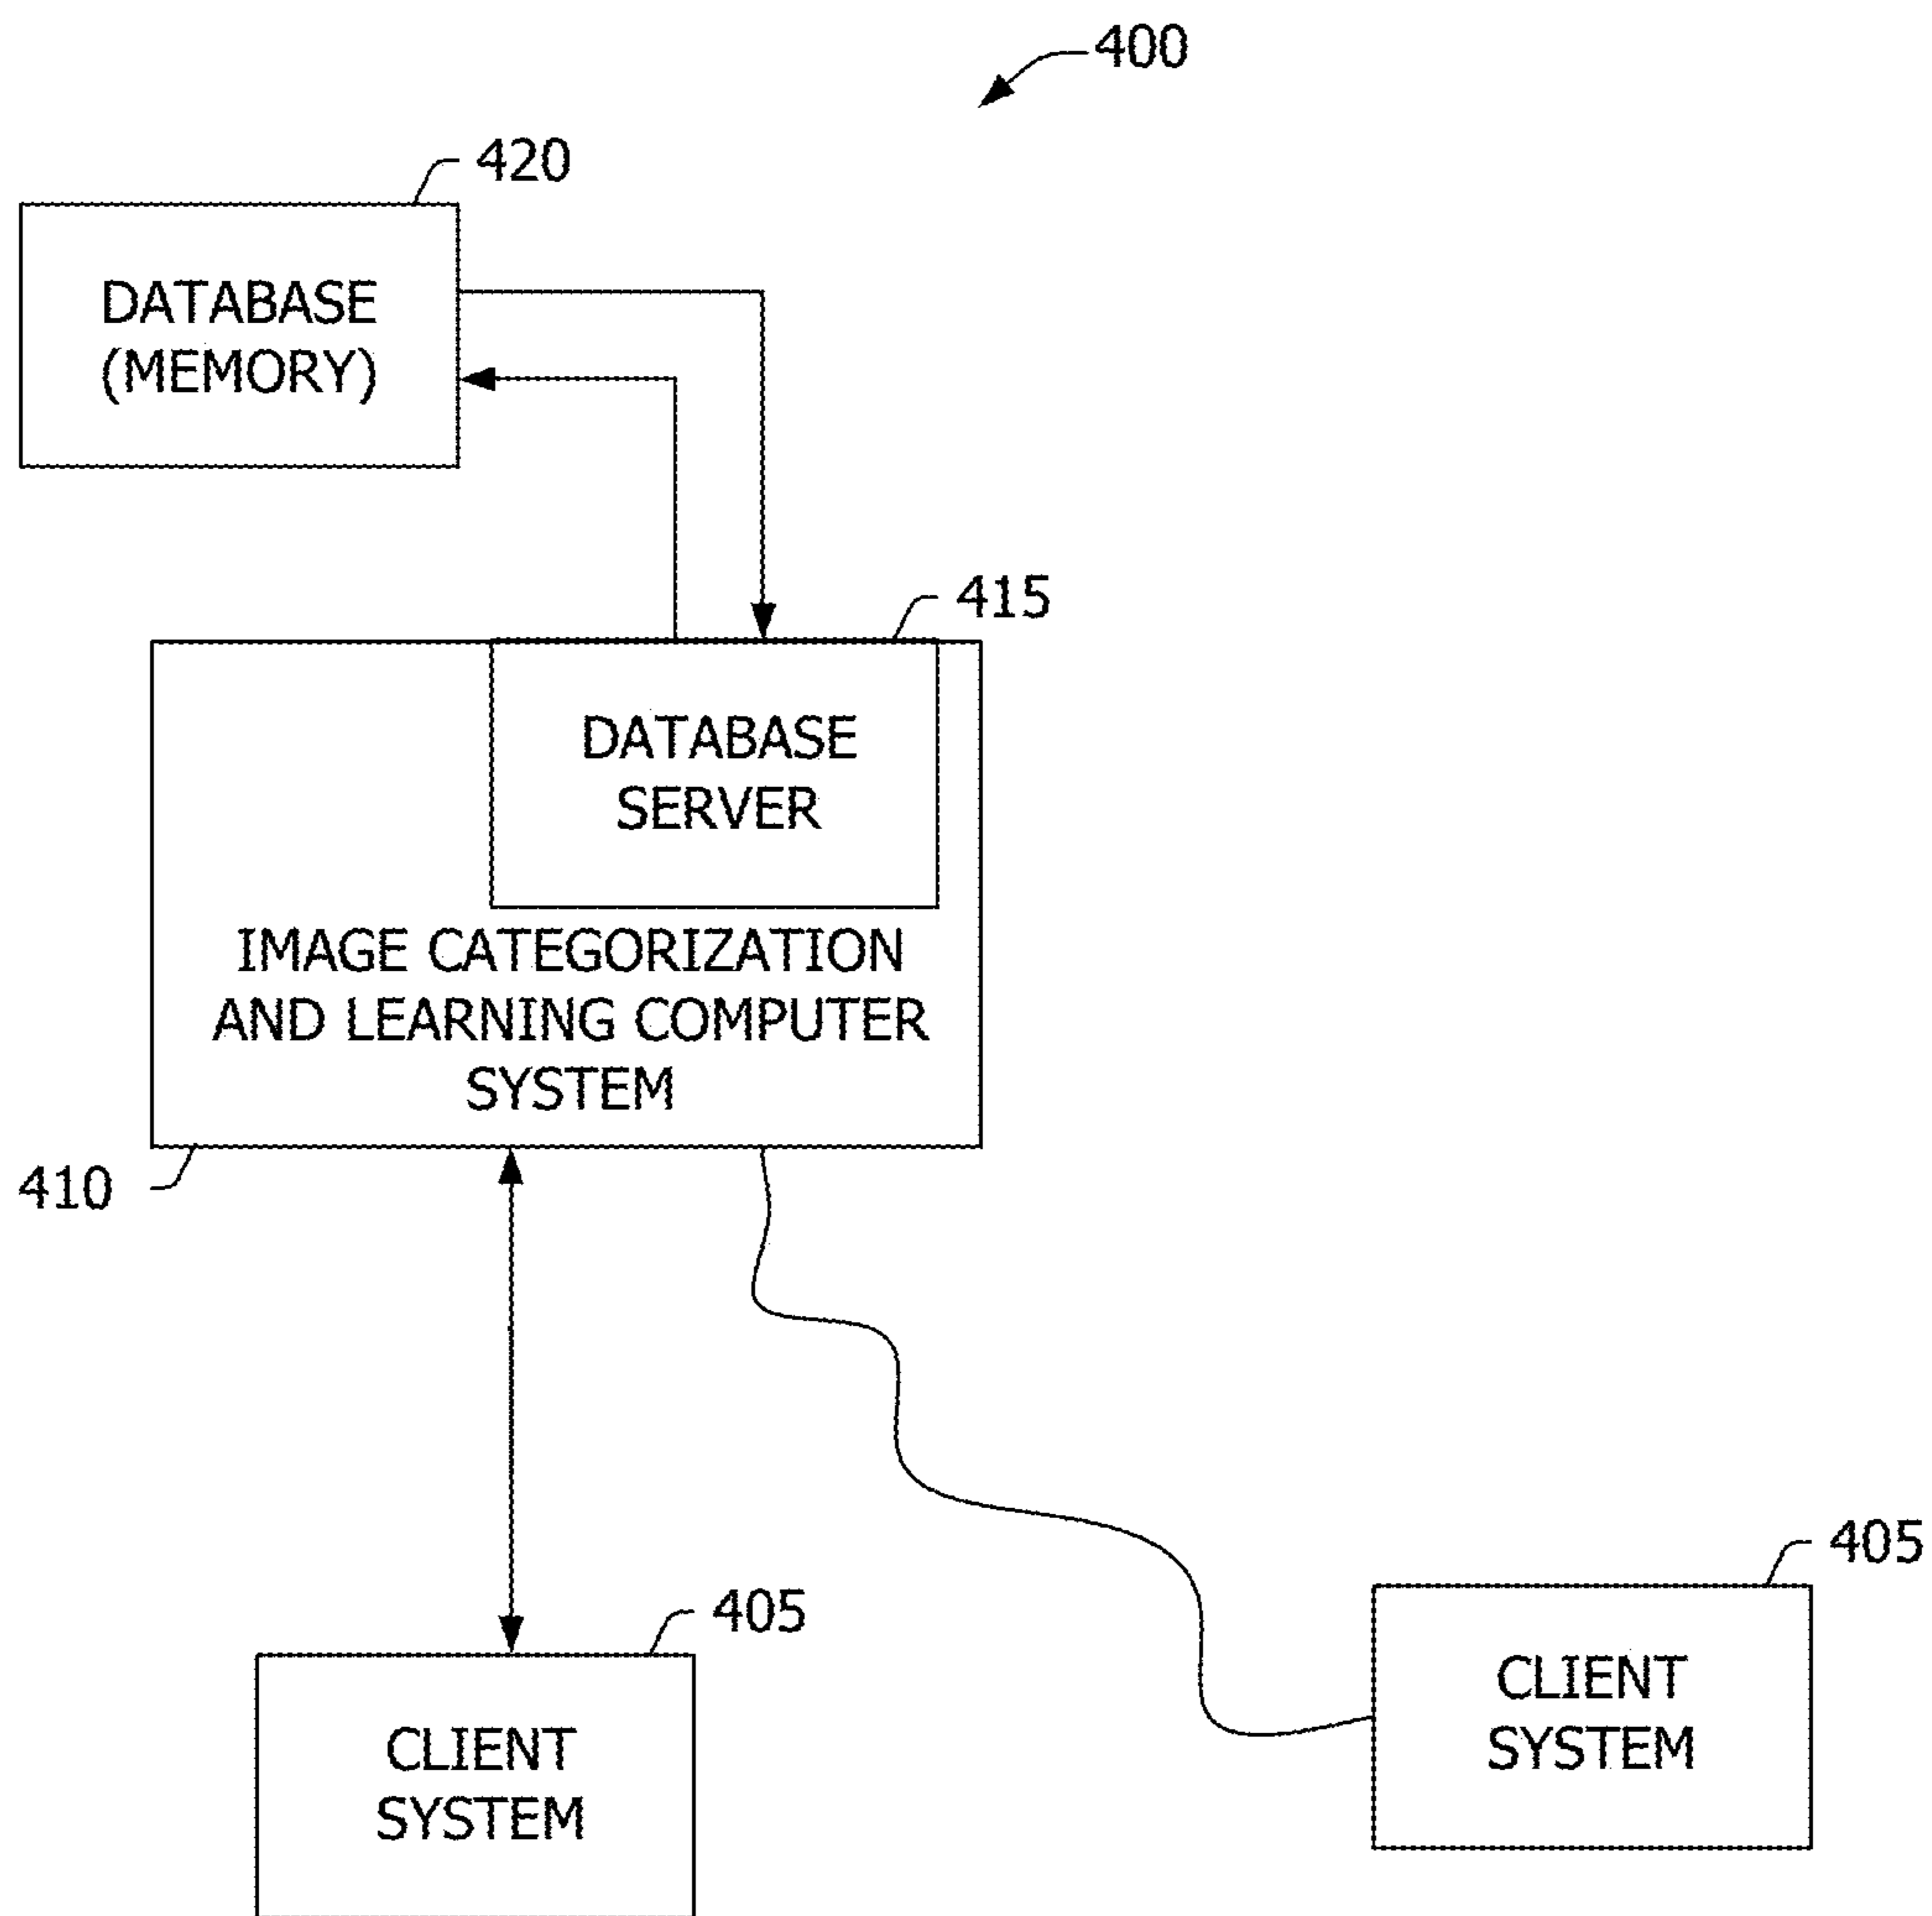 400
420
DATABASE
(MEMORY)
415
DATABASE
SERVER
IMAGE CATEGORIZATION
AND LEARNING COMPUTER
SYSTEM
410
405
CLIENT
SYSTEM
405
CLIENT
SYSTEM